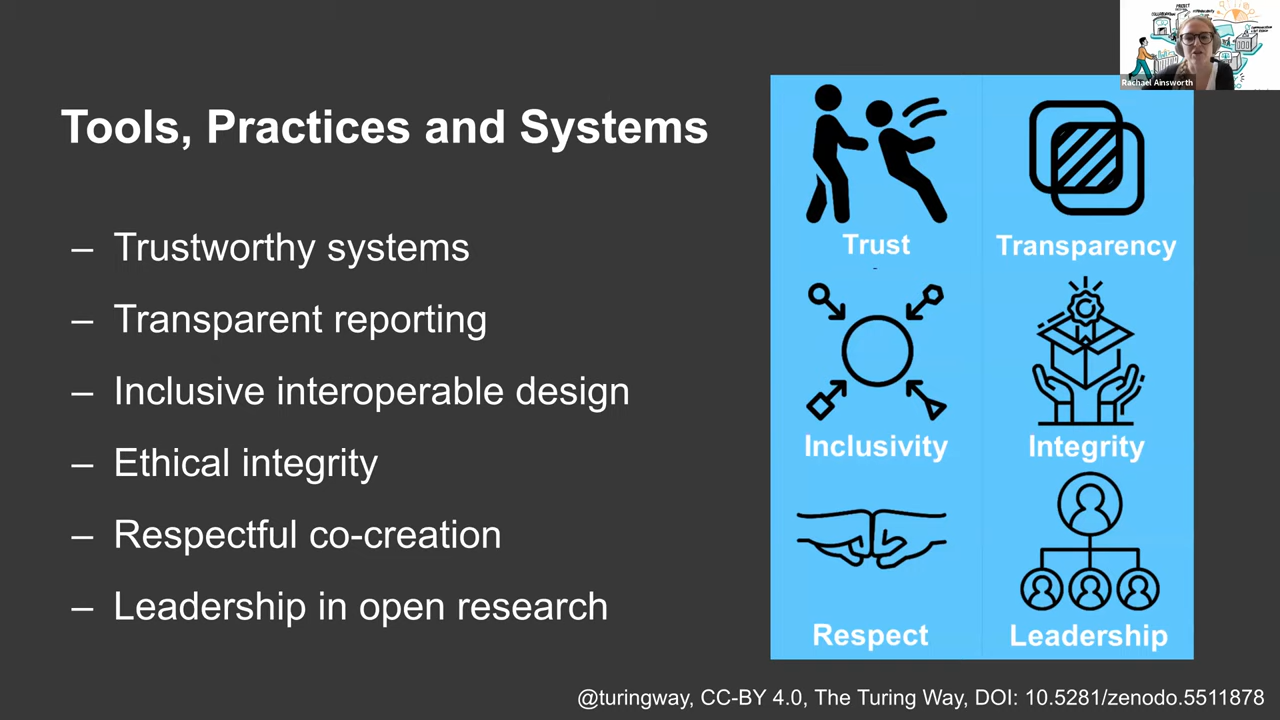 Rachael Ainsworth
Tools, Practices and Systems
– Trustworthy systems
– Transparent reporting
– Inclusive interoperable design
– Ethical integrity
– Respectful co-creation
– Leadership in open research
Trust
Transparency
Inclusivity
Integrity
Respect
Leadership
@turingway, CC-BY 4.0, The Turing Way, DOI: 10.5281/zenodo.5511878